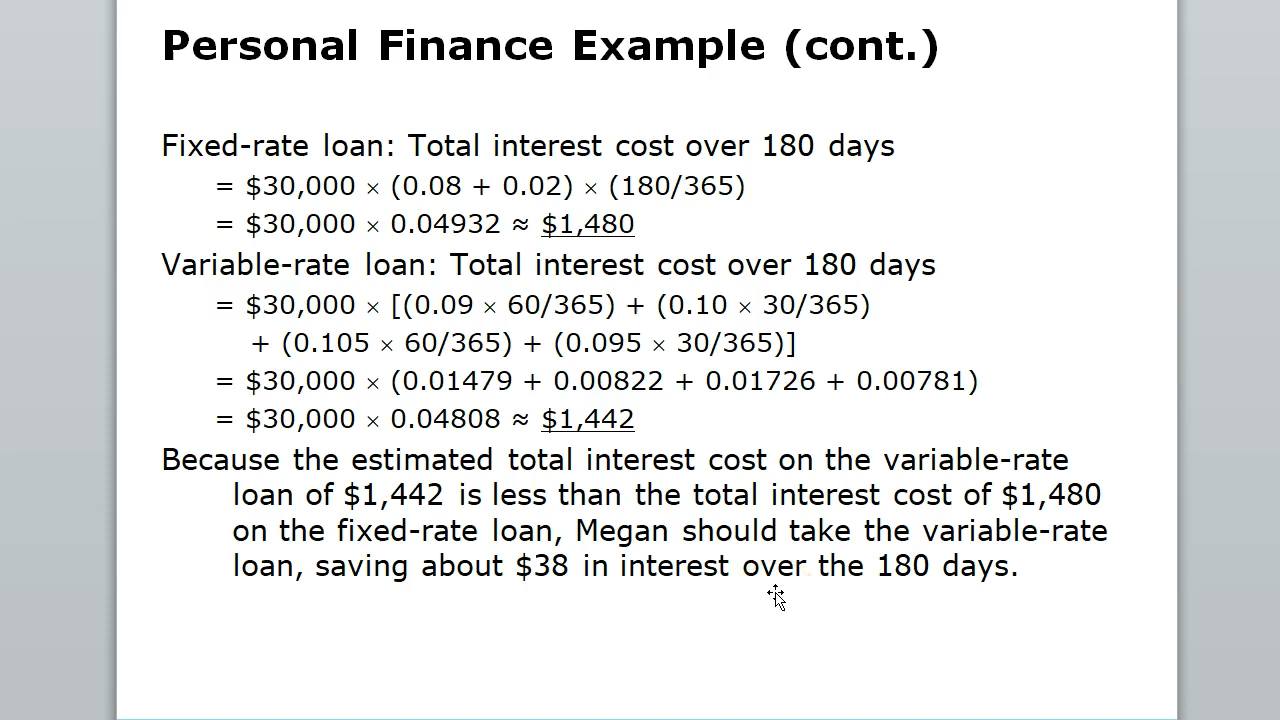 Personal Finance Example (cont.)
Fixed-rate loan: Total interest cost over 180 days
= $30,000 × (0.08 + 0.02) × (180/365)
= $30,000 × 0.04932 ≈ $1,480
Variable-rate loan: Total interest cost over 180 days
= $30,000 × [(0.09 × 60/365) + (0.10 × 30/365)
+ (0.105 × 60/365) + (0.095 × 30/365)]
= $30,000 × (0.01479 + 0.00822 + 0.01726 + 0.00781)
= $30,000 × 0.04808 ≈ $1,442
Because the estimated total interest cost on the variable-rate
loan of $1,442 is less than the total interest cost of $1,480
on the fixed-rate loan, Megan should take the variable-rate
loan, saving about $38 in interest over the 180 days.